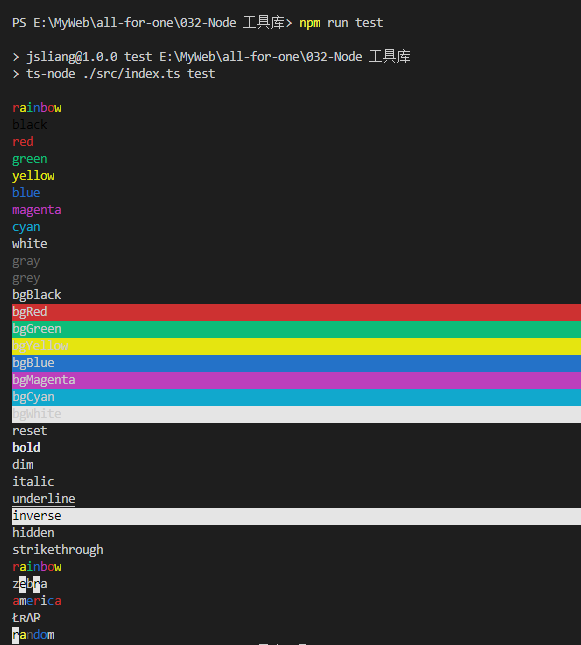 PS E:\MyWeb\all-for-one\032-Node 工具库> npm run test
> jsliang@1.0.0 test E:\MyWeb\all-for-one\032-Node 工具库
> ts-node ./src/index.ts test
rainbow
black
red
green
yellow
blue
magenta
cyan
white
gray
grey
bgBlack
bgRed
bgGreen
bgYellow
bgBlue
bgMagenta
bgCyan
bgWhite
reset
bold
dim
italic
underline
inverse
hidden
strikethrough
rainbow
zebra
america
ŁRΛP
random